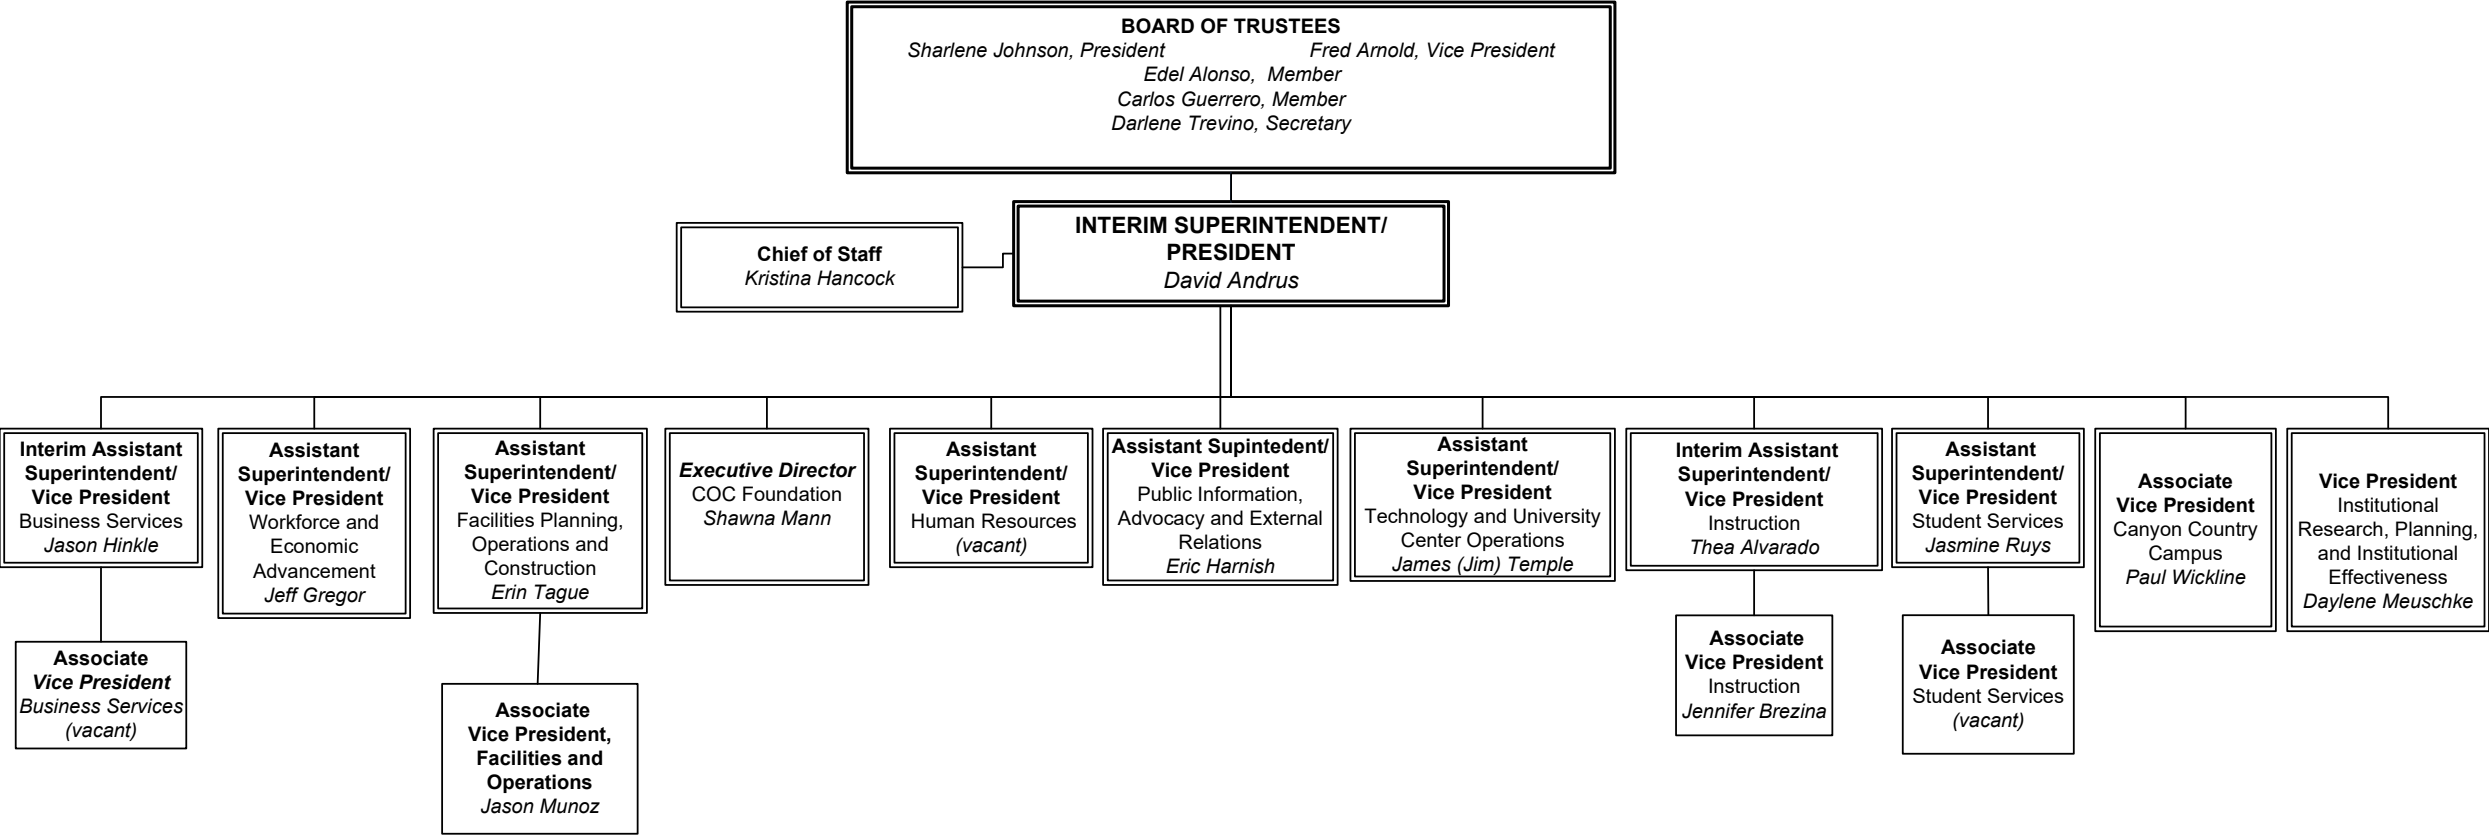 BOARD OF TRUSTEES
Sharlene Johnson, President Fred Arnold, Vice President
Edel Alonso, Member
Carlos Guerrero, Member
Darlene Trevino, Secretary
INTERIM SUPERINTENDENT/
PRESIDENT
David Andrus
Chief of Staff
Kristina Hancock
Interim Assistant
Superintendent/
Vice President
Business Services
Jason Hinkle
Assistant
Superintendent/
Vice President
Workforce and
Economic
Advancement
Jeff Gregor
Assistant
Superintendent/
Vice President
Facilities Planning,
Operations and
Construction
Erin Tague
Executive Director
COC Foundation
Shawna Mann
Assistant
Superintendent/
Vice President
Human Resources
(vacant)
Assistant Supintedent/
Vice President
Public Information,
Advocacy and External
Relations
Eric Harnish
Assistant
Superintendent/
Vice President
Technology and University
Center Operations
James (Jim) Temple
Interim Assistant
Superintendent/
Vice President
Instruction
Thea Alvarado
Assistant
Superintendent/
Vice President
Student Services
Jasmine Ruys
Associate
Vice President
Canyon Country
Campus
Paul Wickline
Vice President
Institutional
Research, Planning,
and Institutional
Effectiveness
Daylene Meuschke
Associate
Vice President
Business Services
(vacant)
Associate
Vice President,
Facilities and
Operations
Jason Munoz
Associate
Vice President
Instruction
Jennifer Brezina
Associate
Vice President
Student Services
(vacant)